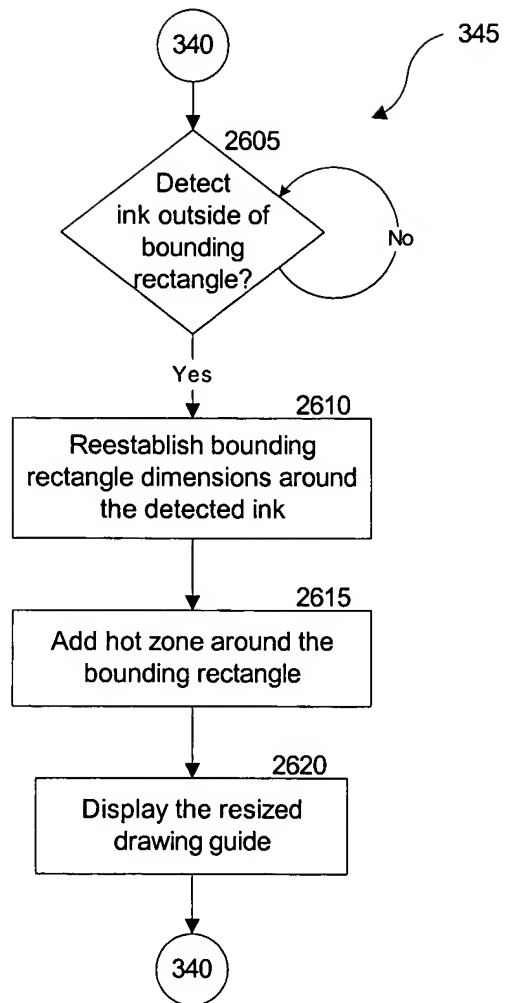 340
345
2605
Detect
ink outside of
bounding
rectangle?
No
Yes
2610
Reestablish bounding
rectangle dimensions around
the detected ink
2615
Add hot zone around the
bounding rectangle
2620
Display the resized
drawing guide
340